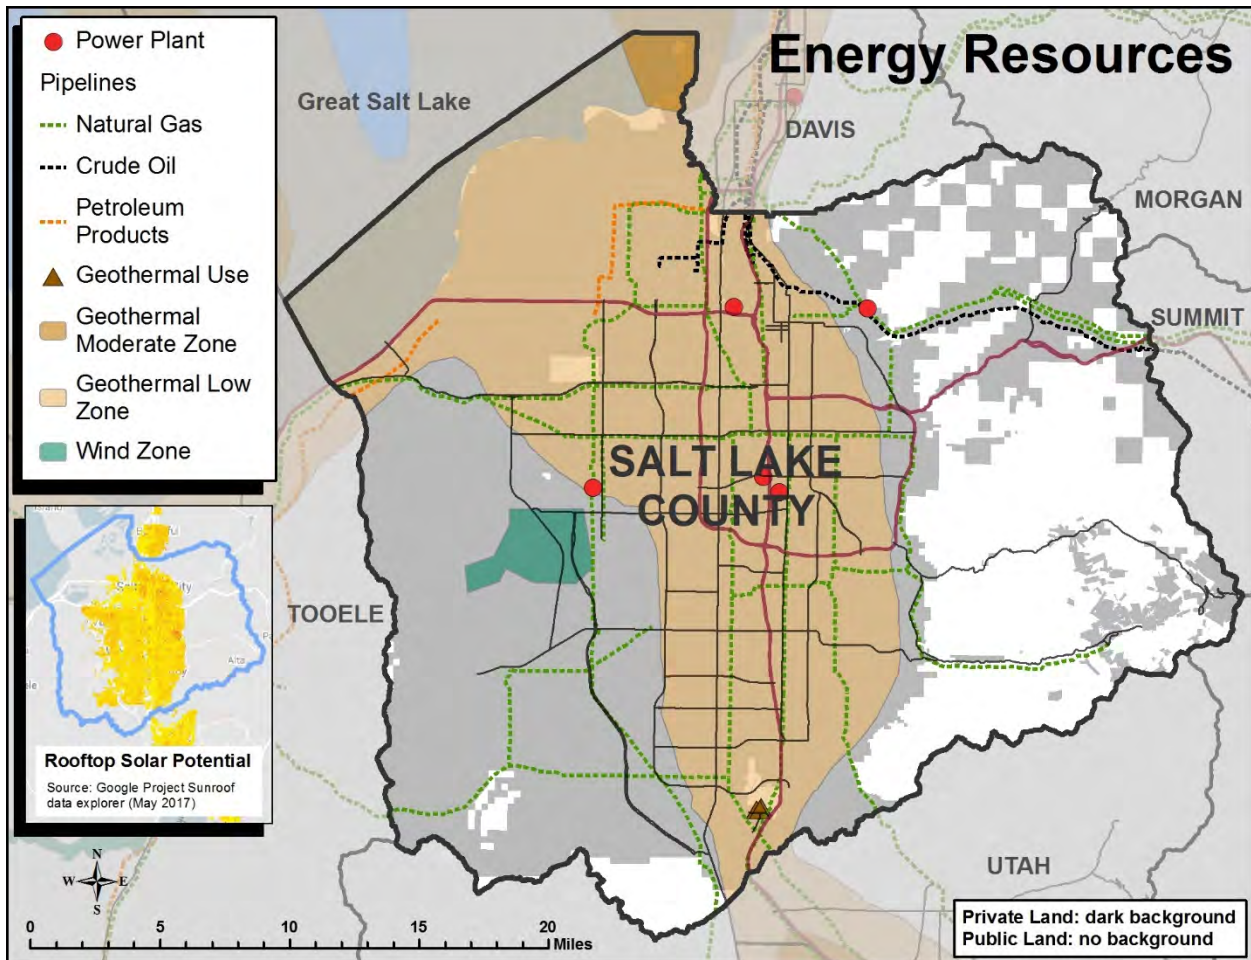 Energy Resources
Power Plant
Pipelines
Natural Gas
Crude Oil
Petroleum
Products
Geothermal Use
Geothermal
Moderate Zone
Geothermal Low
Zone
Wind Zone
Great Salt Lake
DAVIS
MORGAN
SUMMIT
SALT LAKE
COUNTY
TOOELE
UTAH
Alta
Rooftop Solar Potential
Source: Google Project Sunroof
data explorer (May 2017)
N
W E
S
0 5 10 15 20
Miles
Private Land: dark background
Public Land: no background